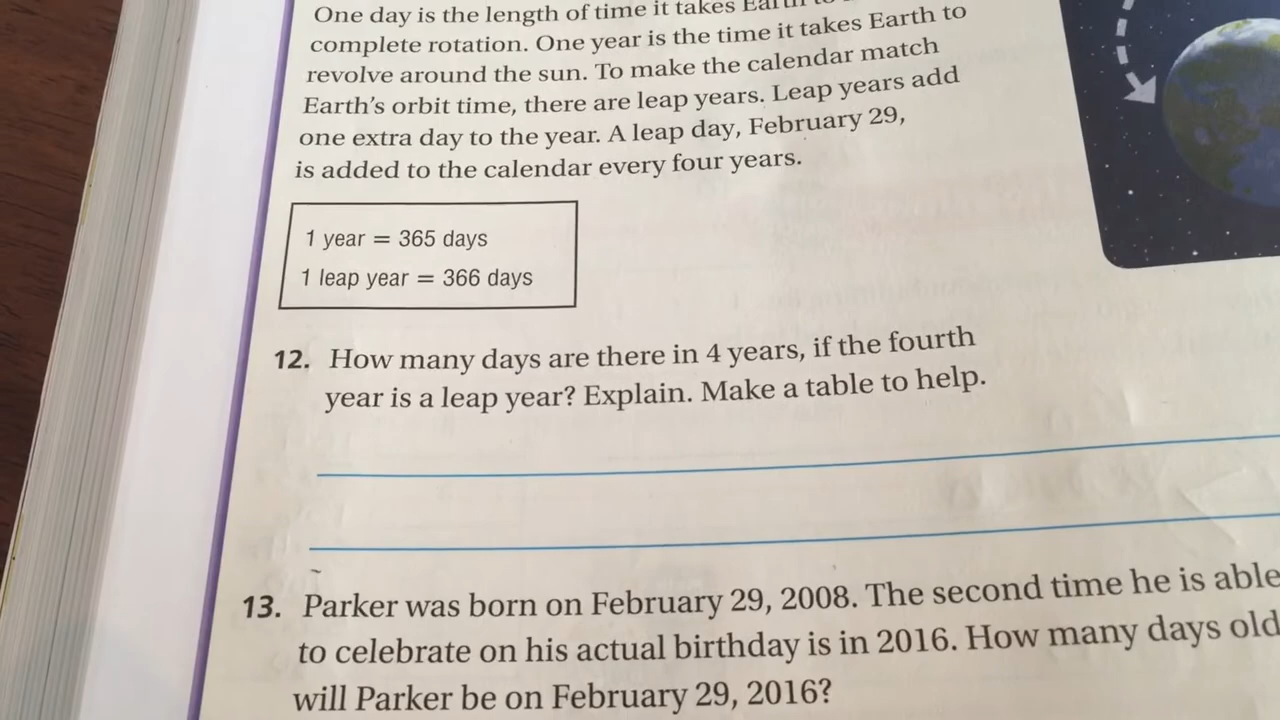 One day is the length of time it takes Earth to
complete rotation. One year is the time it takes Earth to
revolve around the sun. To make the calendar match
Earth's orbit time, there are leap years. Leap years add
one extra day to the year. A leap day, February 29,
is added to the calendar every four years.
1 year = 365 days
1 leap year = 366 days
12. How many days are there in 4 years, if the fourth
year is a leap year? Explain. Make a table to help.
13. Parker was born on February 29, 2008. The second time he is able
to celebrate on his actual birthday is in 2016. How many days old
will Parker be on February 29, 2016?